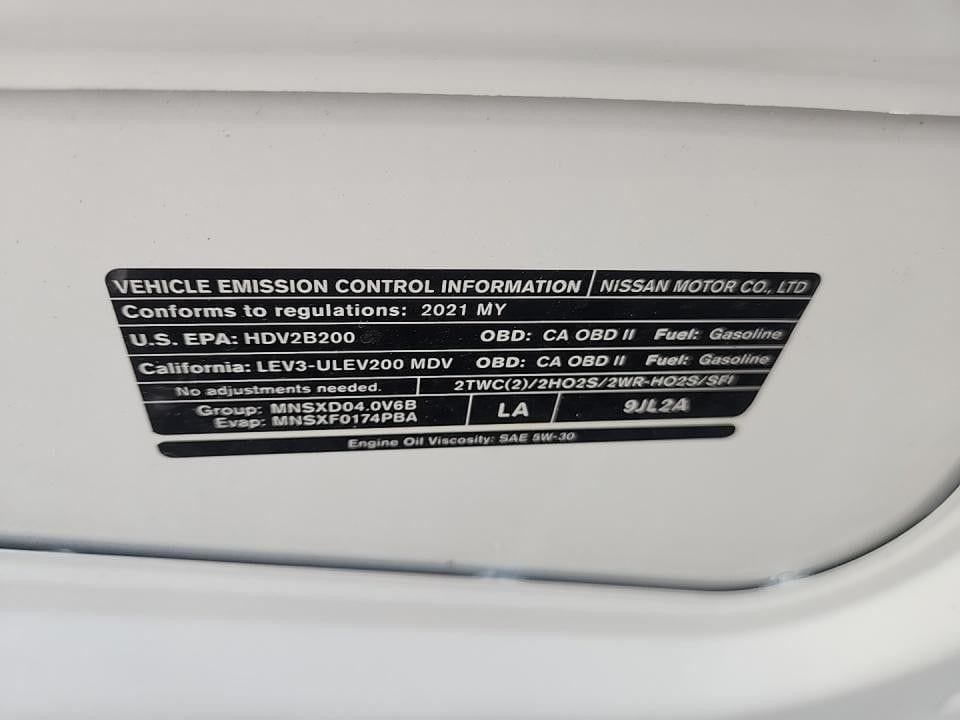 VEHICLE EMISSION CONTROL INFORMATION NISSAN MOTOR CO., LTD
Conforms to regulations: 2021 MY
U.S. EPA: HDV2B200 OBD: CA OBD II Fuel: Gasoline
California: LEV3-ULEV200 MDV OBD: CA OBD II Fuel: Gasoline
No adjustments needed. 2TWC(2)/2HO2S/2WR-HO2S/SFI
Group: MNSXD04.0V6B
Evap: MNSXF0174PBA
LA 9JL2A
Engine Oil Viscosity: SAE 5W-30